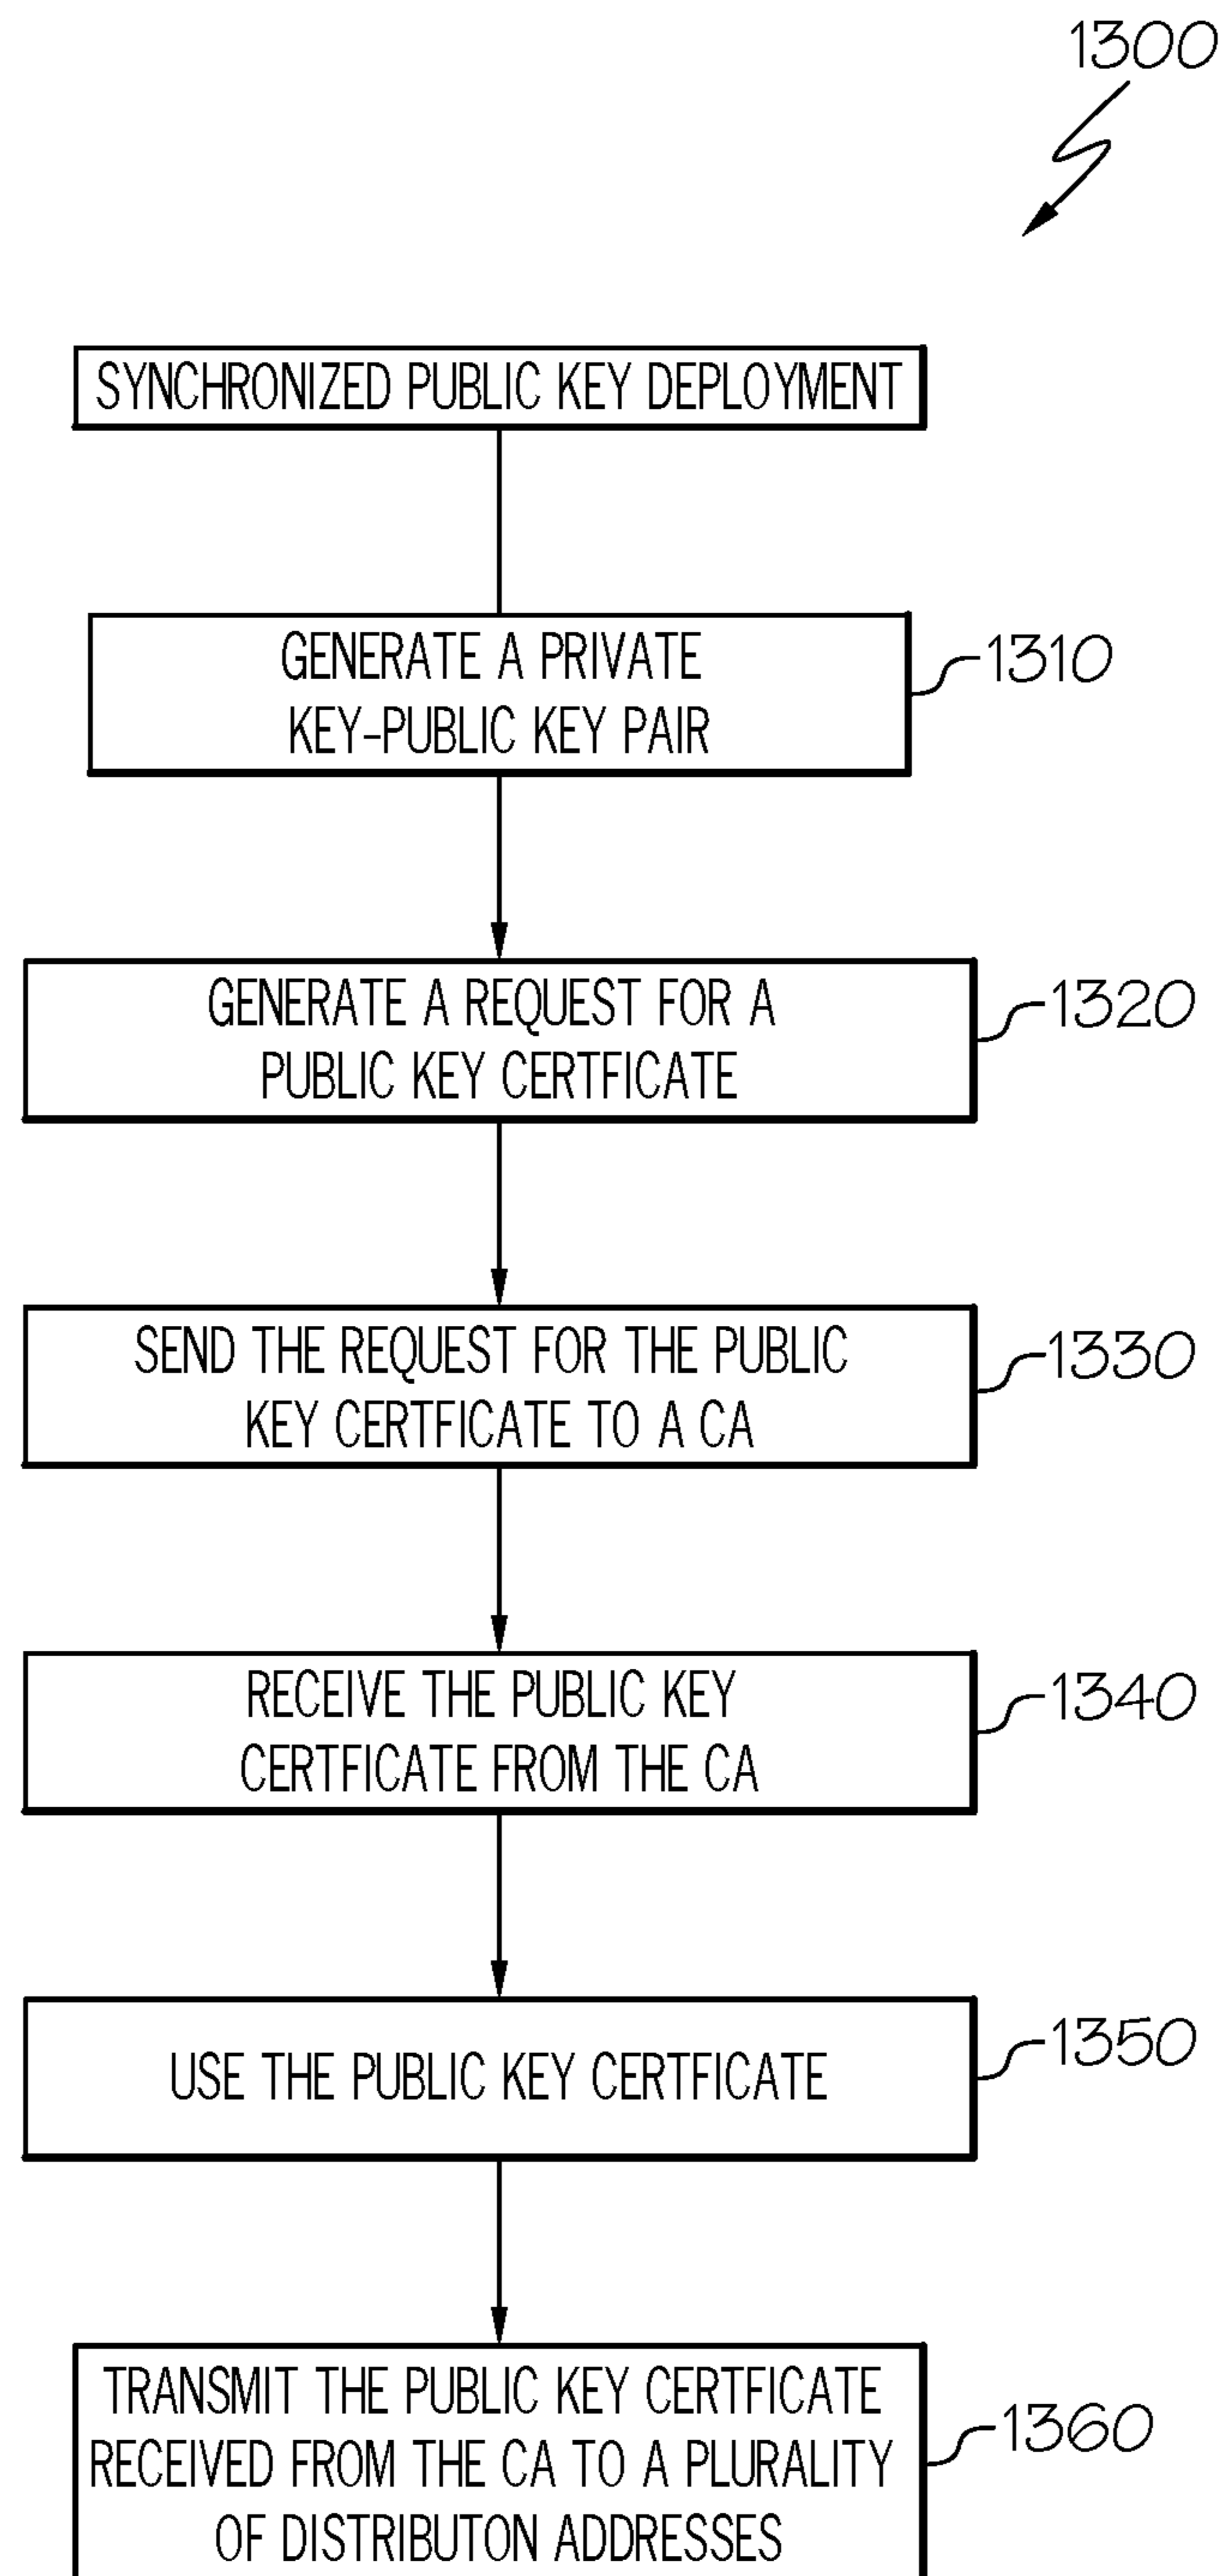 1300
SYNCHRONIZED PUBLIC KEY DEPLOYMENT
GENERATE A PRIVATE
KEY-PUBLIC KEY PAIR
1310
GENERATE A REQUEST FOR A
PUBLIC KEY CERTFICATE
1320
SEND THE REQUEST FOR THE PUBLIC
KEY CERTFICATE TO A CA
1330
RECEIVE THE PUBLIC KEY
CERTFICATE FROM THE CA
1340
USE THE PUBLIC KEY CERTFICATE
1350
TRANSMIT THE PUBLIC KEY CERTFICATE
RECEIVED FROM THE CA TO A PLURALITY
OF DISTRIBUTON ADDRESSES
1360